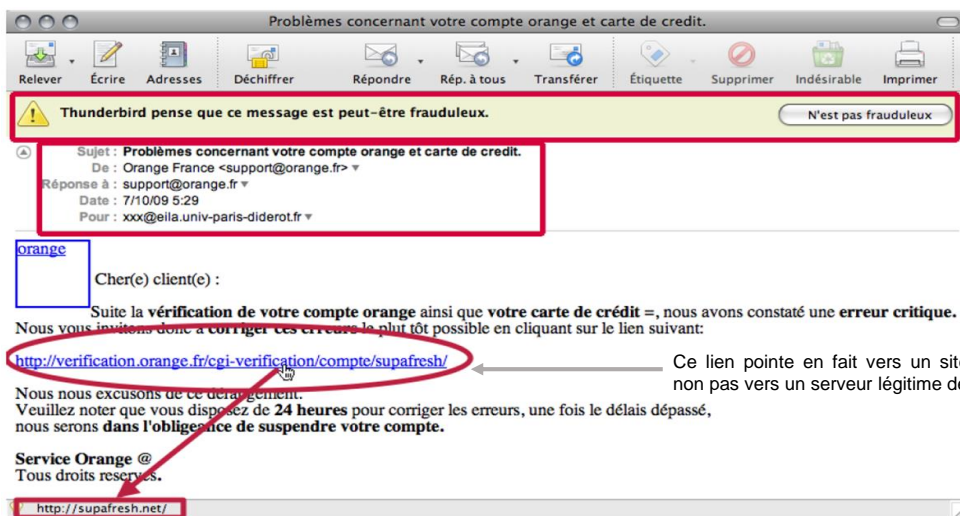 Problèmes concernant votre compte orange et carte de credit.
Relever Écrire Adresses Déchiffrer Répondre Rép. à tous Transférer Étiquette Supprimer Indésirable Imprimer
Thunderbird pense que ce message est peut-être frauduleux. N'est pas frauduleux
Sujet : Problèmes concernant votre compte orange et carte de credit.
De : Orange France <support@orange.fr>
Réponse à : support@orange.fr
Date : 7/10/09 5:29
Pour : xxx@eila.univ-paris-diderot.fr
orange
Cher(e) client(e) :
Suite la vérification de votre compte orange ainsi que votre carte de crédit =, nous avons constaté une erreur critique.
Nous vous invitons donc à corriger ces erreurs le plut tôt possible en cliquant sur le lien suivant:
http://verification.orange.fr/cgi-verification/compte/supafresh/
Ce lien pointe en fait vers un sit
non pas vers un serveur légitime d
Nous nous excusons de ce dérangement.
Veuillez noter que vous disposez de 24 heures pour corriger les erreurs, une fois le délais dépassé,
nous serons dans l'obligeance de suspendre votre compte.
Service Orange @
Tous droits reserves.
http://supafresh.net/